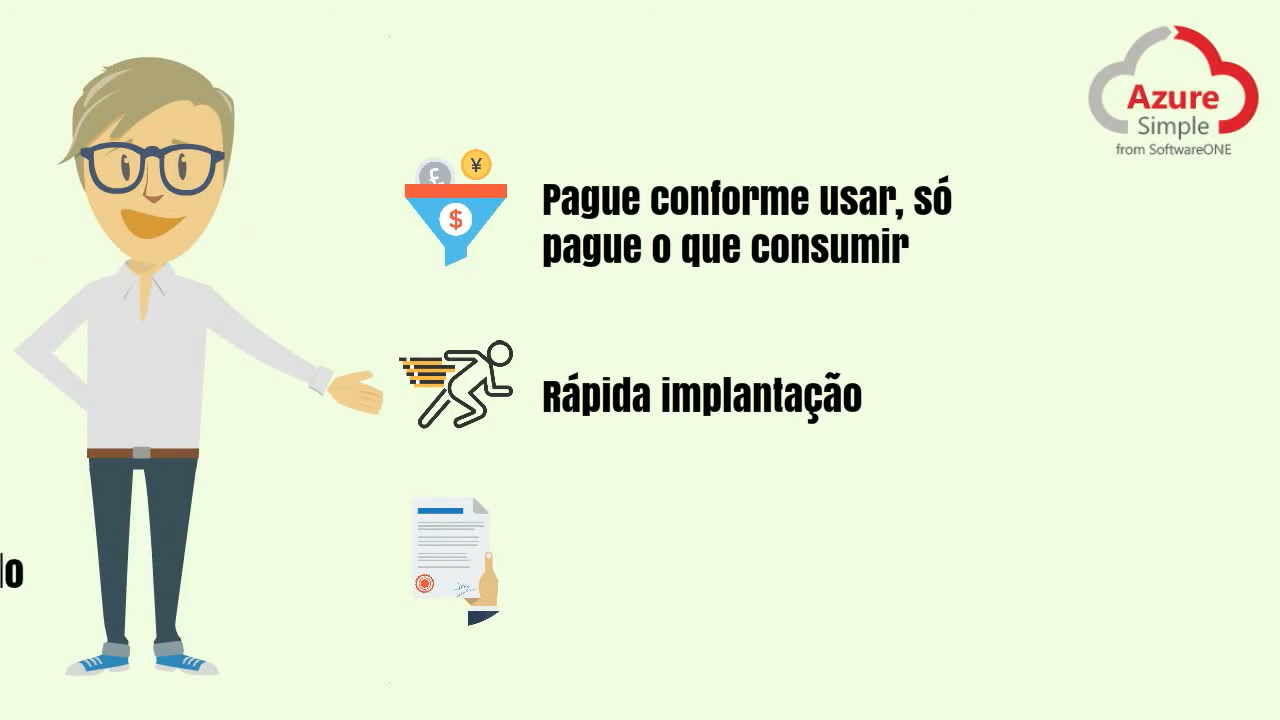 Azure
Simple
from SoftwareONE
£
¥
$
Pague conforme usar, só
pague o que consumir
Rápida implantação